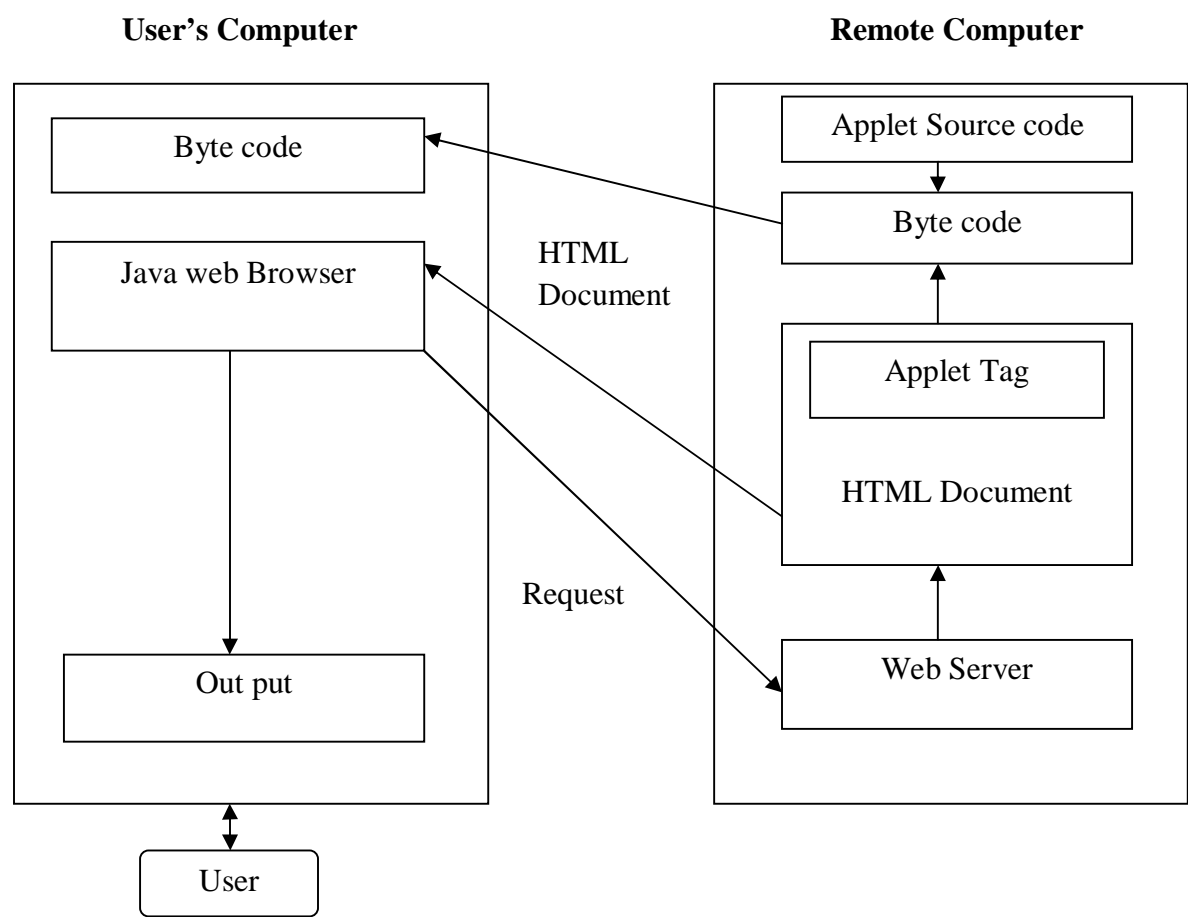 User’s Computer
Remote Computer
Byte code
Java web Browser
Out put
User
HTML
Document
Request
Applet Source code
Byte code
Applet Tag
HTML Document
Web Server